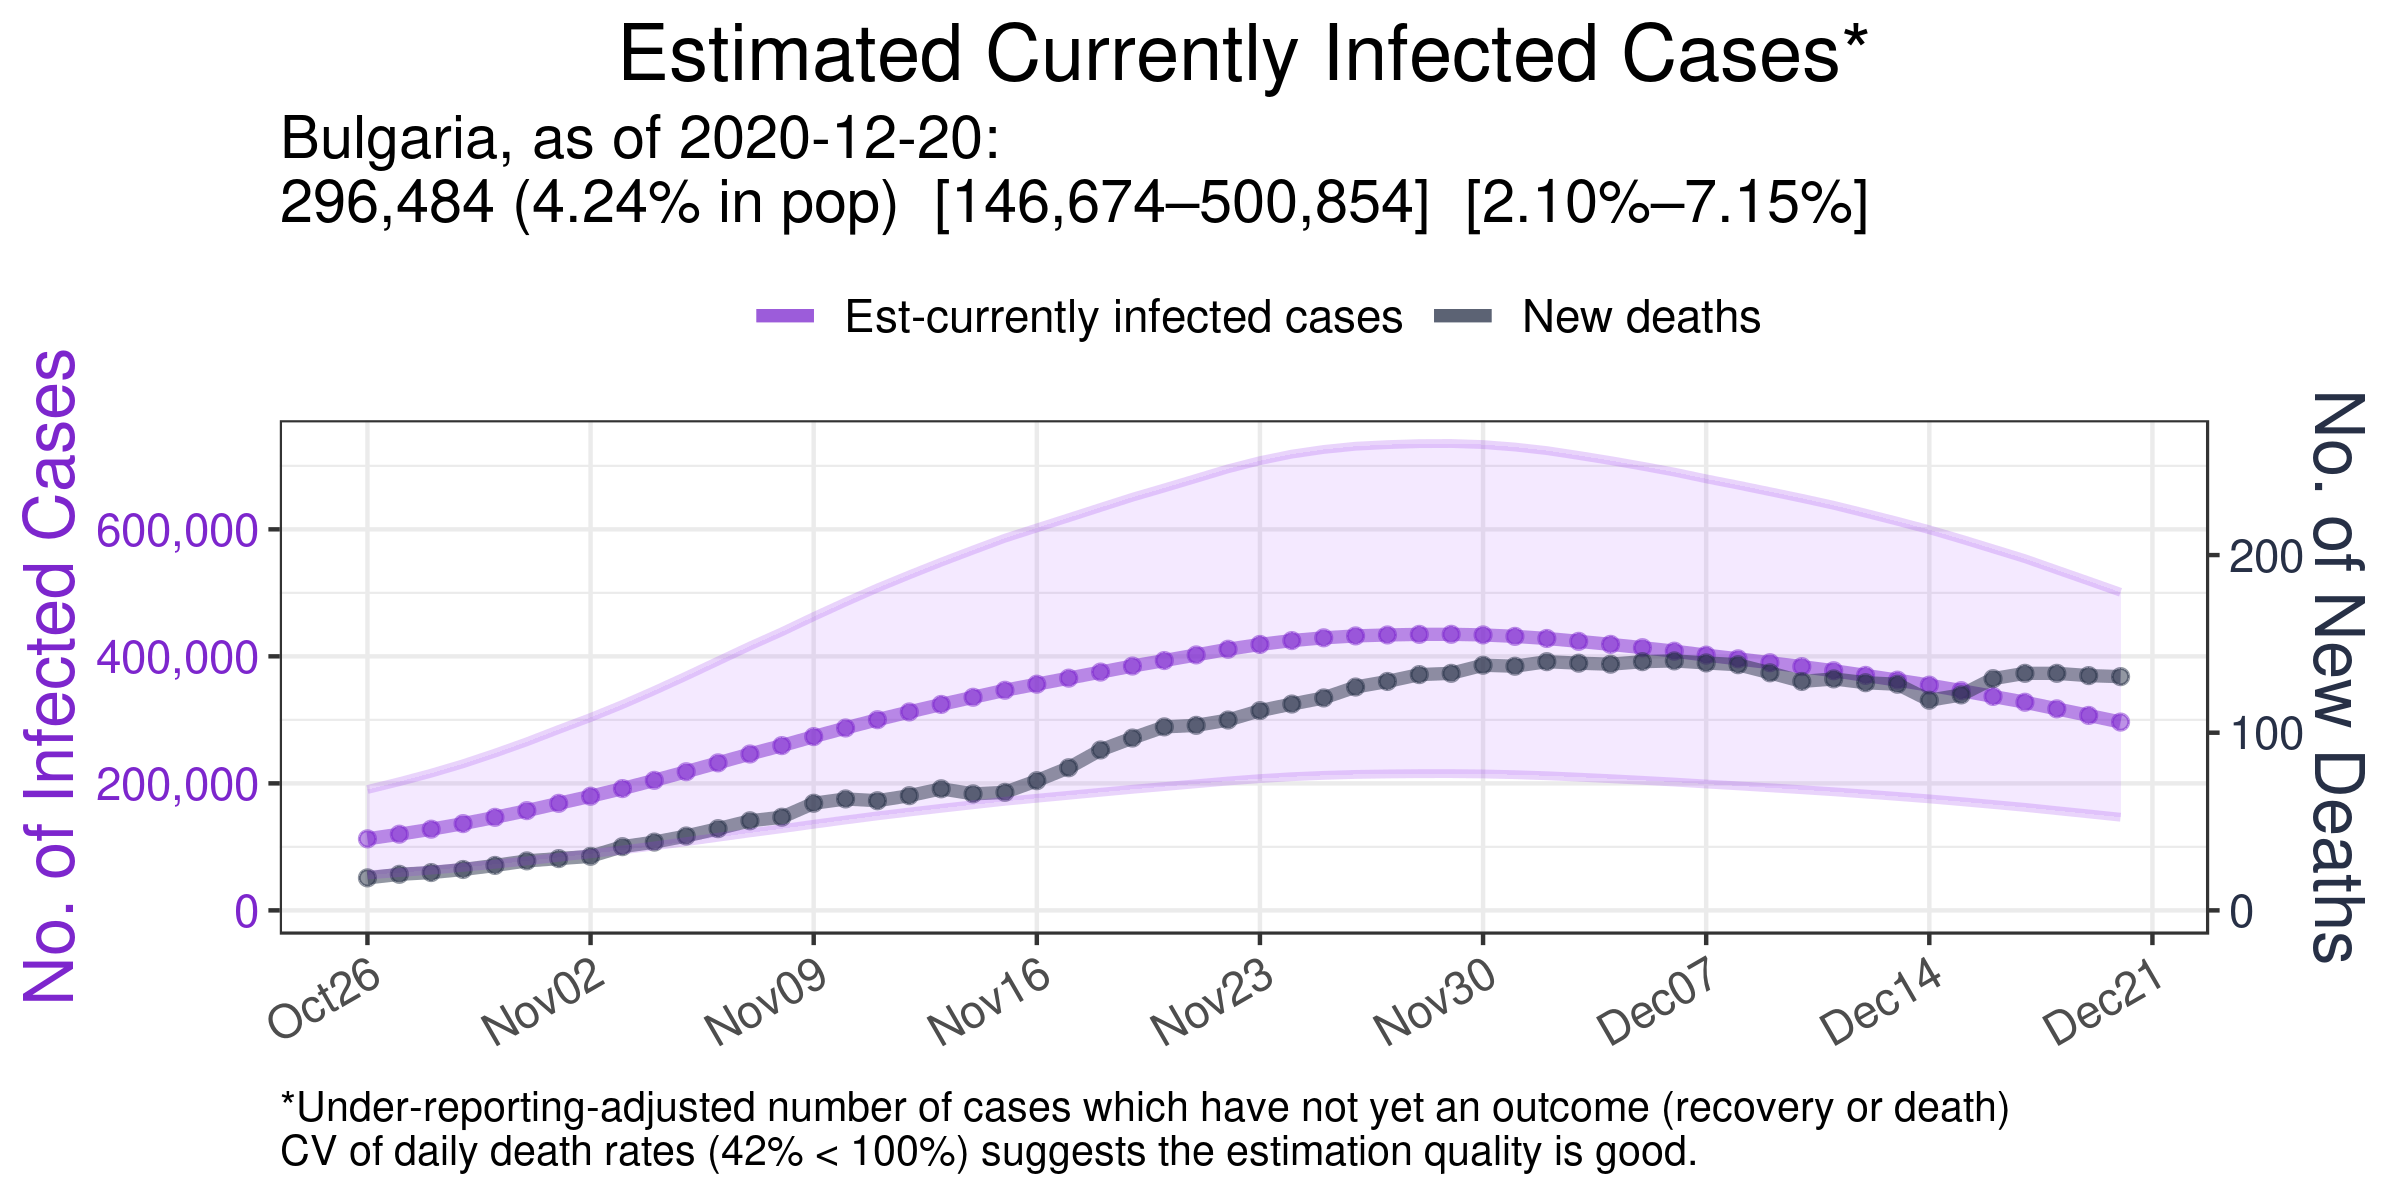 Estimated Currently Infected Cases*
Bulgaria, as of 2020-12-20:
296,484 (4.24% in pop) [146,674–500,854] [2.10%–7.15%]
Est-currently infected cases
New deaths
No. of Infected Cases
600,000
400,000
200,000
0
No. of New Deaths
200
100
0
Oct26
Nov02
Nov09
Nov16
Nov23
Nov30
Dec07
Dec14
Dec21
*Under-reporting-adjusted number of cases which have not yet an outcome (recovery or death)
CV of daily death rates (42% < 100%) suggests the estimation quality is good.